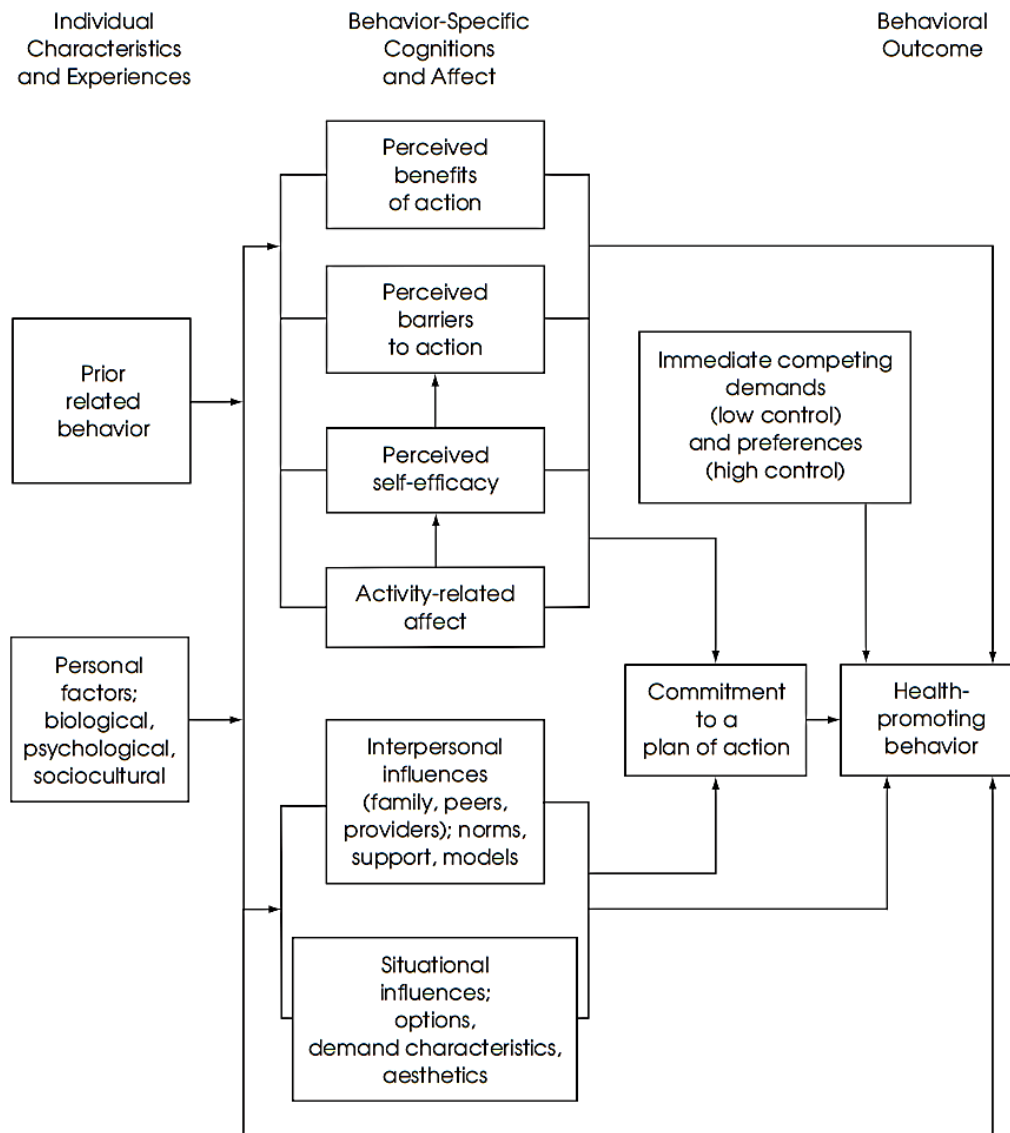 Individual
Characteristics
and Experiences
Behavior-Specific
Cognitions
and Affect
Behavioral
Outcome
Perceived
benefits
of action
Perceived
barriers
to action
Prior
related
behavior
Immediate competing
demands
(low control)
and preferences
(high control)
Perceived
self-efficacy
Activity-related
affect
Personal
factors;
biological,
psychological,
sociocultural
Commitment
to a
plan of action
Health-
promoting
behavior
Interpersonal
influences
(family, peers,
providers); norms,
support, models
Situational
influences;
options,
demand characteristics,
aesthetics